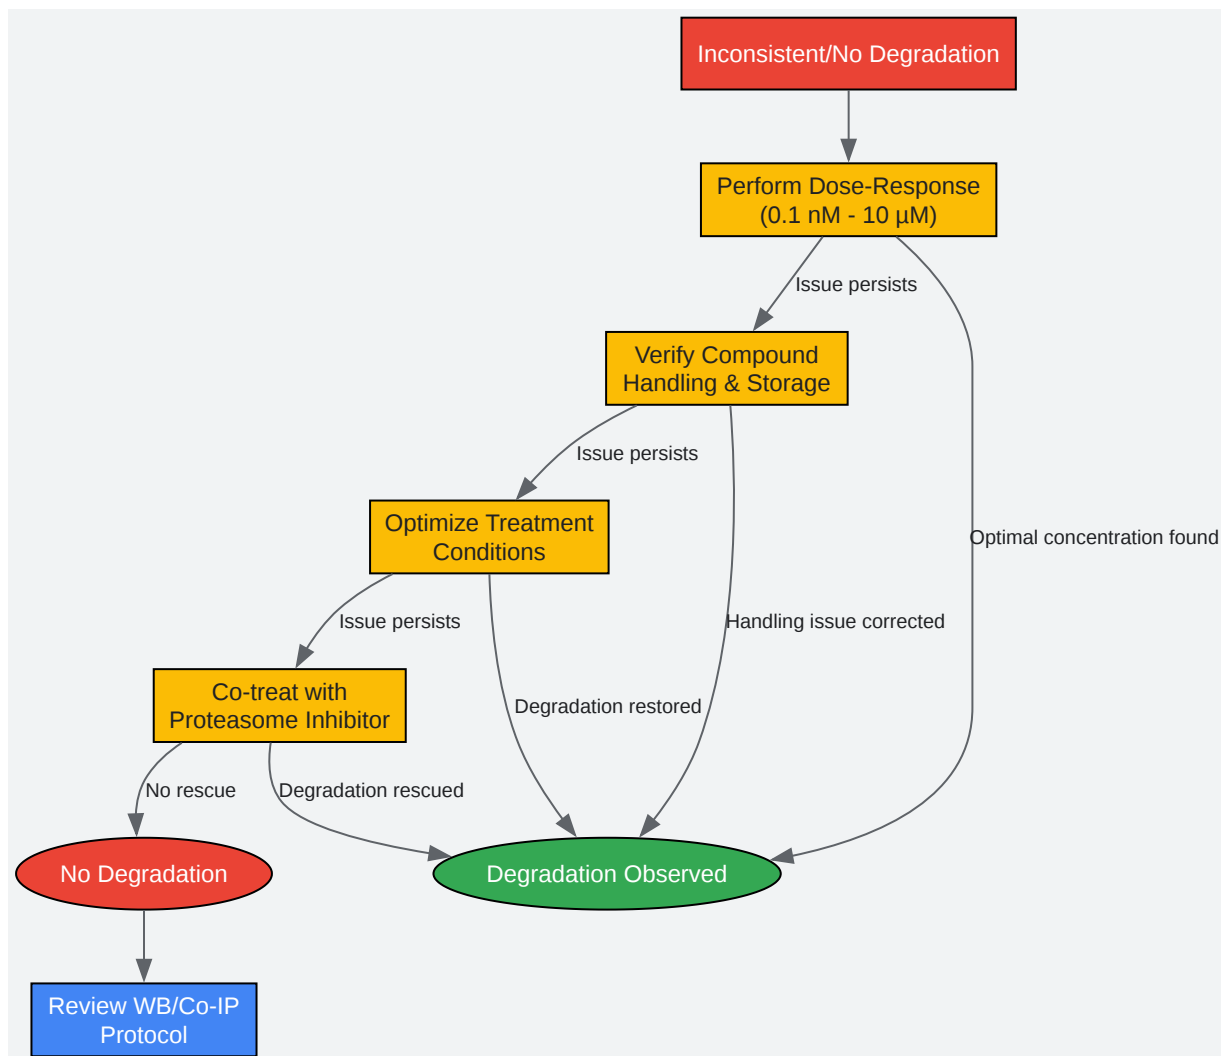 Inconsistent/No Degradation
Perform Dose-Response
(0.1 nM - 10 µM)
Issue persists
Verify Compound
Handling & Storage
Issue persists
Optimize Treatment
Conditions
Optimal concentration found
Issue persists
Handling issue corrected
Co-treat with
Proteasome Inhibitor
Degradation restored
No rescue
Degradation rescued
No Degradation
Degradation Observed
Review WB/Co-IP
Protocol